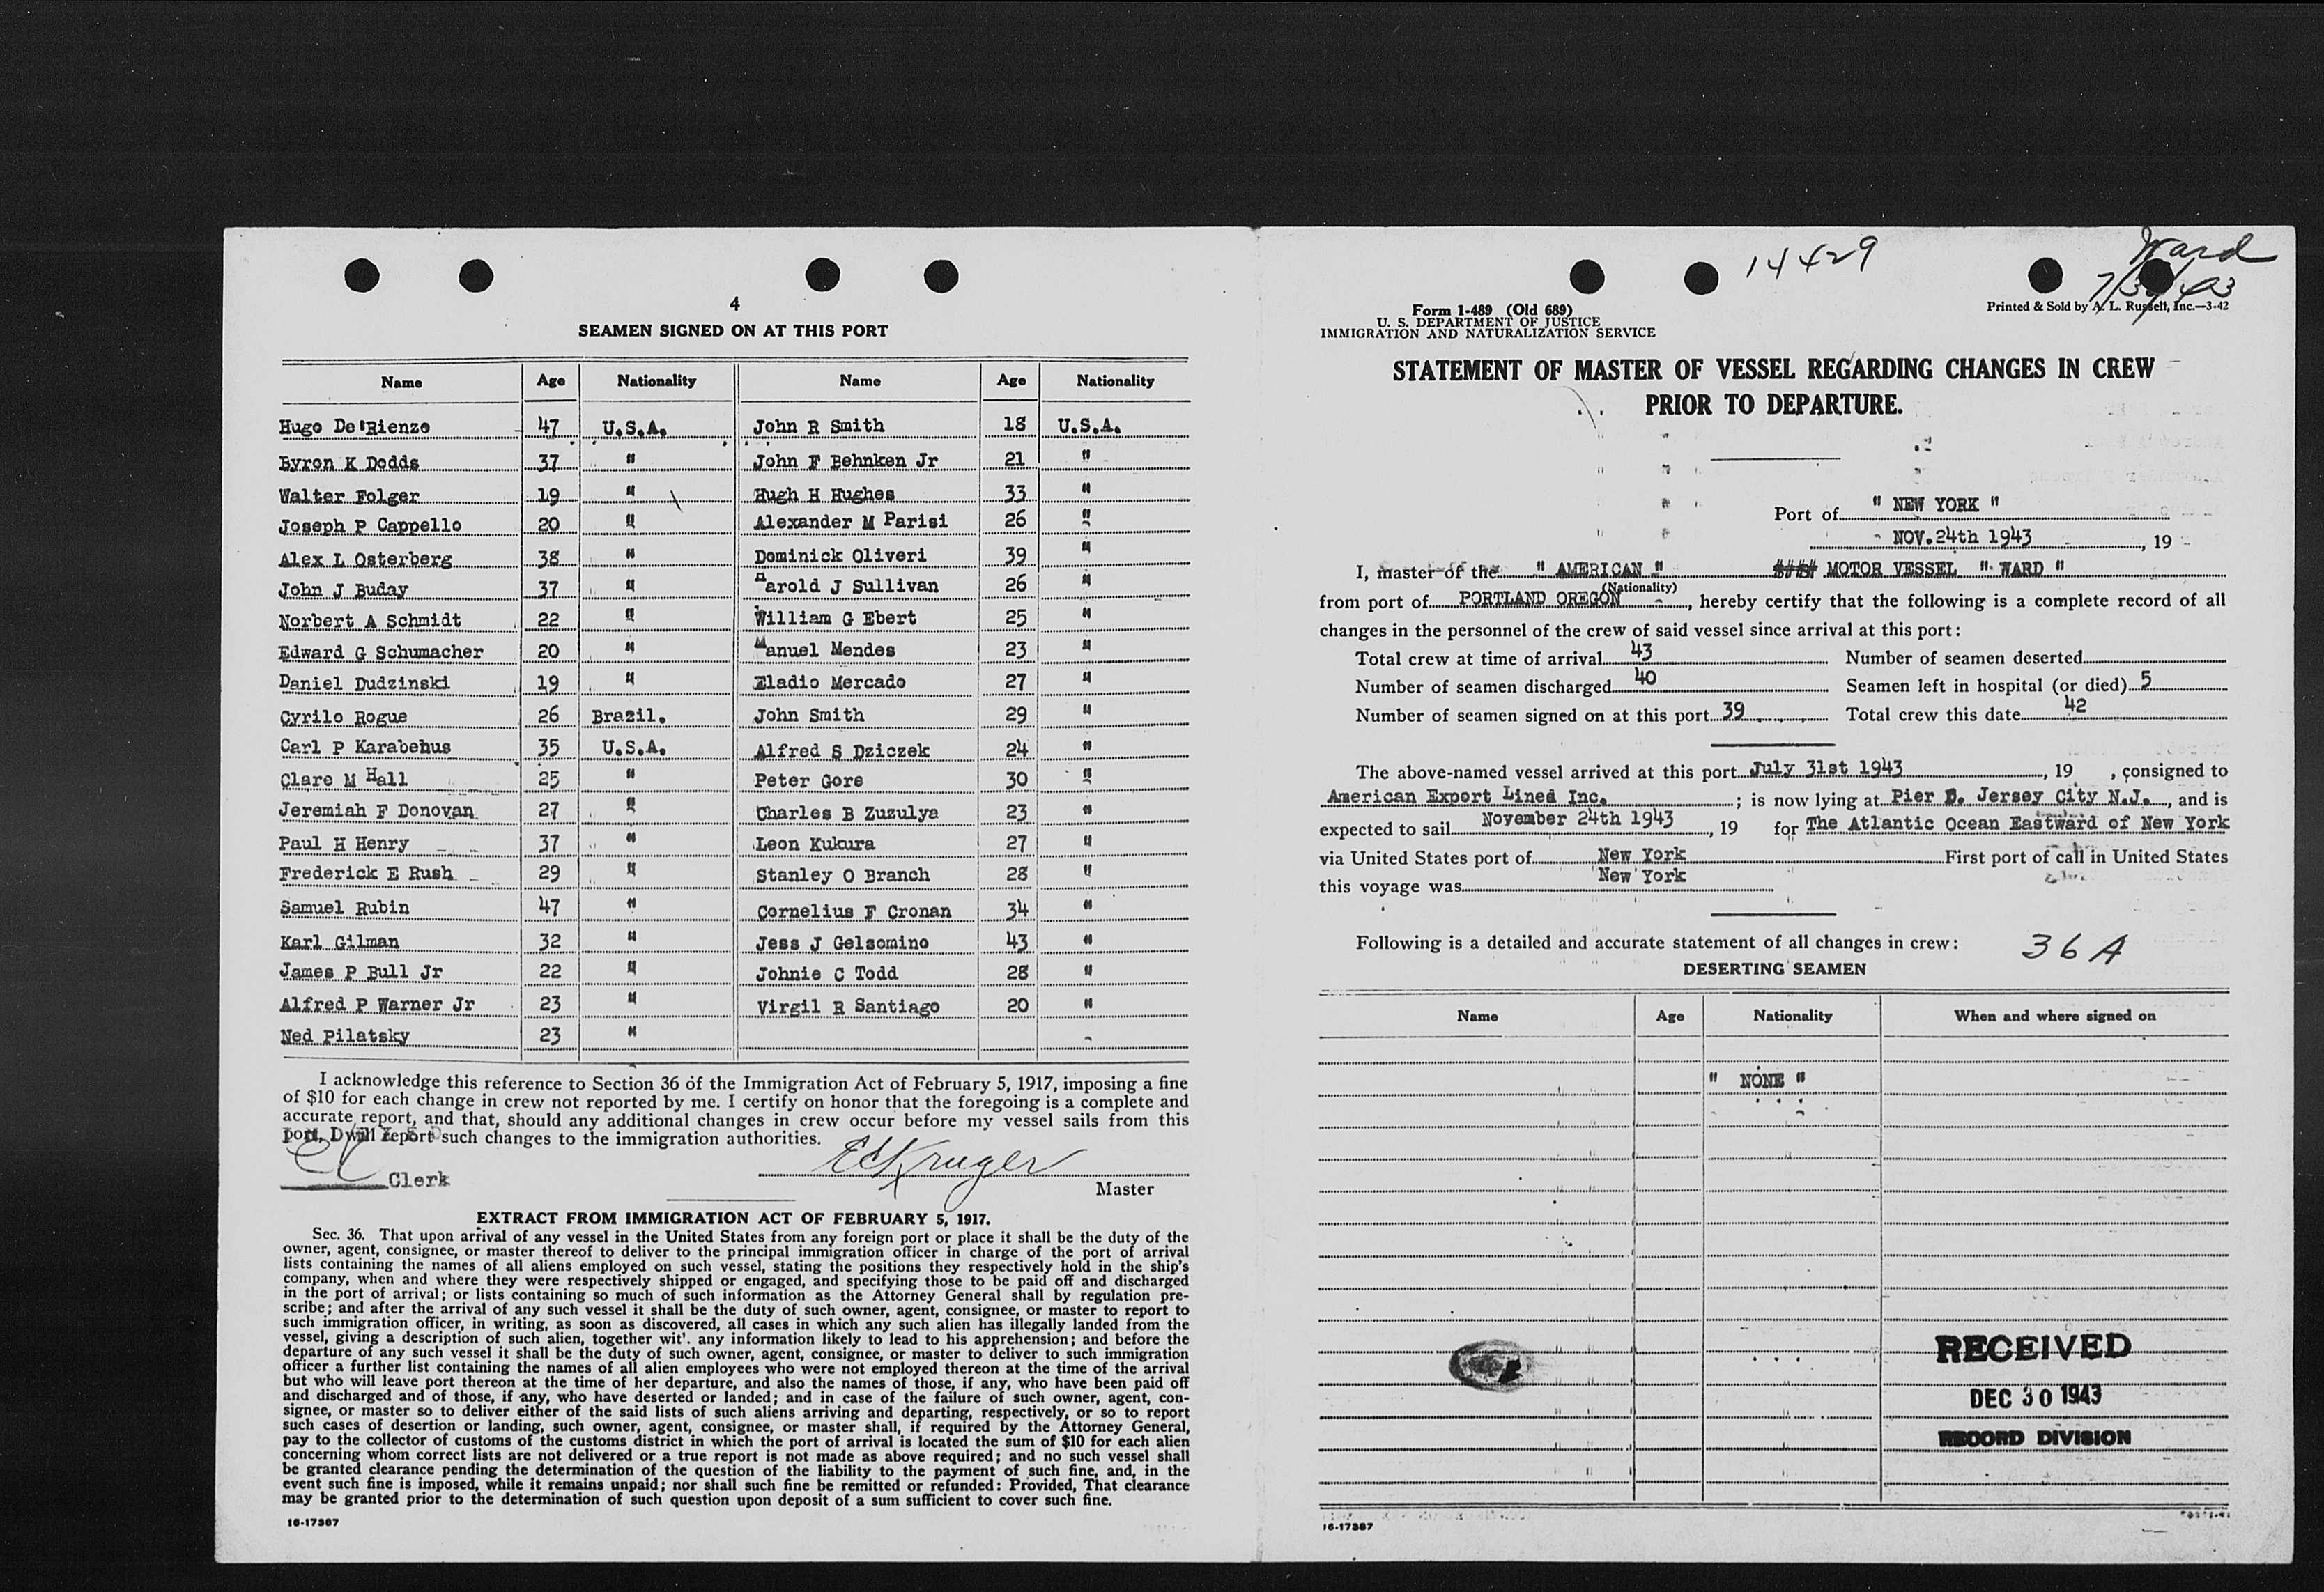 4
SEAMEN SIGNED ON AT THIS PORT
Name Age Nationality Name Age Nationality
Hugo De'Rienzo 47 U.S.A. John R Smith 18 U.S.A.
Byron K Dodds 37 " John F Behnken Jr 21 "
Walter Folger 19 " Hugh H Hughes 33 "
Joseph P Cappello 20 " Alexander M Parisi 26 "
Alex L Osterberg 38 " Dominick Oliveri 39 "
John J Buday 37 " Harold J Sullivan 26 "
Norbert A Schmidt 22 " William G Ebert 25 "
Edward G Schumacher 20 " Manuel Mendes 23 "
Daniel Dudzinski 19 " Eladio Mercado 27 "
Cyrilo Rogue 26 Brazil. John Smith 29 "
Carl P Karabehus 35 U.S.A. Alfred S Dziczek 24 "
Clare M Hall 25 " Peter Gore 30 "
Jeremiah F Donovan 27 " Charles B Zuzulya 23 "
Paul H Henry 37 " Leon Kukura 27 "
Frederick E Rush 29 " Stanley O Branch 28 "
Samuel Rubin 47 " Cornelius F Cronan 34 "
Karl Gilman 32 " Jess J Gelsomino 43 "
James P Bull Jr 22 " Johnie C Todd 28 "
Alfred P Warner Jr 23 " Virgil R Santiago 20 "
Ned Pilatsky 23 "
I acknowledge this reference to Section 36 of the Immigration Act of February 5, 1917, imposing a fine
of $10 for each change in crew not reported by me. I certify on honor that the foregoing is a complete and
accurate report, and that, should any additional changes in crew occur before my vessel sails from this
port, I will report such changes to the immigration authorities.
Kruger
Clerk
Master
EXTRACT FROM IMMIGRATION ACT OF FEBRUARY 5, 1917.
Sec. 36. That upon arrival of any vessel in the United States from any foreign port or place it shall be the duty of the
owner, agent, consignee, or master thereof to deliver to the principal immigration officer in charge of the port of arrival
lists containing the names of all aliens employed on such vessel, stating the positions they respectively hold in the ship's
company, when and where they were respectively shipped or engaged, and specifying those to be paid off and discharged
in the port of arrival; or lists containing so much of such information as the Attorney General shall by regulation pre-
scribe; and after the arrival of any such vessel it shall be the duty of such owner, agent, consignee, or master to report to
such immigration officer, in writing, as soon as discovered, all cases in which any such alien has illegally landed from the
vessel, giving a description of such alien, together wit'. any information likely to lead to his apprehension; and before the
departure of any such vessel it shall be the duty of such owner, agent, consignee, or master to deliver to such immigration
officer a further list containing the names of all alien employees who were not employed thereon at the time of the arrival
but who will leave port thereon at the time of her departure, and also the names of those, if any, who have been paid off
and discharged and of those, if any, who have deserted or landed; and in case of the failure of such owner, agent, con-
signee, or master so to deliver either of the said lists of such aliens arriving and departing, respectively, or so to report
such cases of desertion or landing, such owner, agent, consignee, or master shall, if required by the Attorney General,
pay to the collector of customs of the customs district in which the port of arrival is located the sum of $10 for each alien
concerning whom correct lists are not delivered or a true report is not made as above required; and no such vessel shall
be granted clearance pending the determination of the question of the liability to the payment of such fine, and, in the
event such fine is imposed, while it remains unpaid; nor shall such fine be remitted or refunded: Provided, That clearance
may be granted prior to the determination of such question upon deposit of a sum sufficient to cover such fine.
16-17387
14429
Ward
Form 1-489 (Old 689)
U. S. DEPARTMENT OF JUSTICE
IMMIGRATION AND NATURALIZATION SERVICE
Printed & Sold by A. L. Russell, Inc.—3-42
STATEMENT OF MASTER OF VESSEL REGARDING CHANGES IN CREW
PRIOR TO DEPARTURE.
Port of " NEW YORK "
NOV.24th 1943, 19
I, master of the " AMERICAN " #### MOTOR VESSEL " WARD "
(Nationality)
from port of PORTLAND OREGON, hereby certify that the following is a complete record of all
changes in the personnel of the crew of said vessel since arrival at this port:
Total crew at time of arrival 43 Number of seamen deserted
Number of seamen discharged 40 Seamen left in hospital (or died) 5
Number of seamen signed on at this port 39 Total crew this date 42
The above-named vessel arrived at this port July 31st 1943, 19 , consigned to
American Export Lined Inc.; is now lying at Pier D. Jersey City N.J., and is
expected to sail November 24th 1943, 19 for The Atlantic Ocean Eastward of New York
via United States port of New York First port of call in United States
this voyage was New York
Following is a detailed and accurate statement of all changes in crew: 36A
DESERTING SEAMEN
Name Age Nationality When and where signed on
" NONE "
RECEIVED
DEC 30 1943
RECORD DIVISION
16-17387